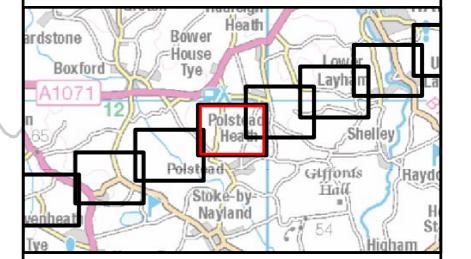 Hadleigh
Heath
ardstone
Bower
House
Tye
Boxford
Lower
Layham
A1071
12
Polstead
Heath
65
Shelley
Polstead
Giffords
Hall
Rayd
Stoke-by-
Nayland
venheath
54
Tye
Higham